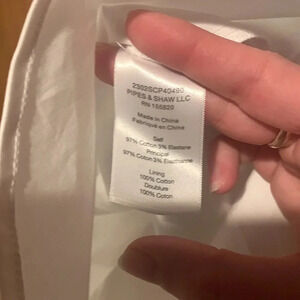 2302SCP40490
PIPES & SHAW LLC
RN 155829
Made in China
Fabriqué en Chine
Self
97% Cotton 3% Elastane
Principal
97% Coton 3% Élasthanne
Lining
100% Cotton
Doublure
100% Coton